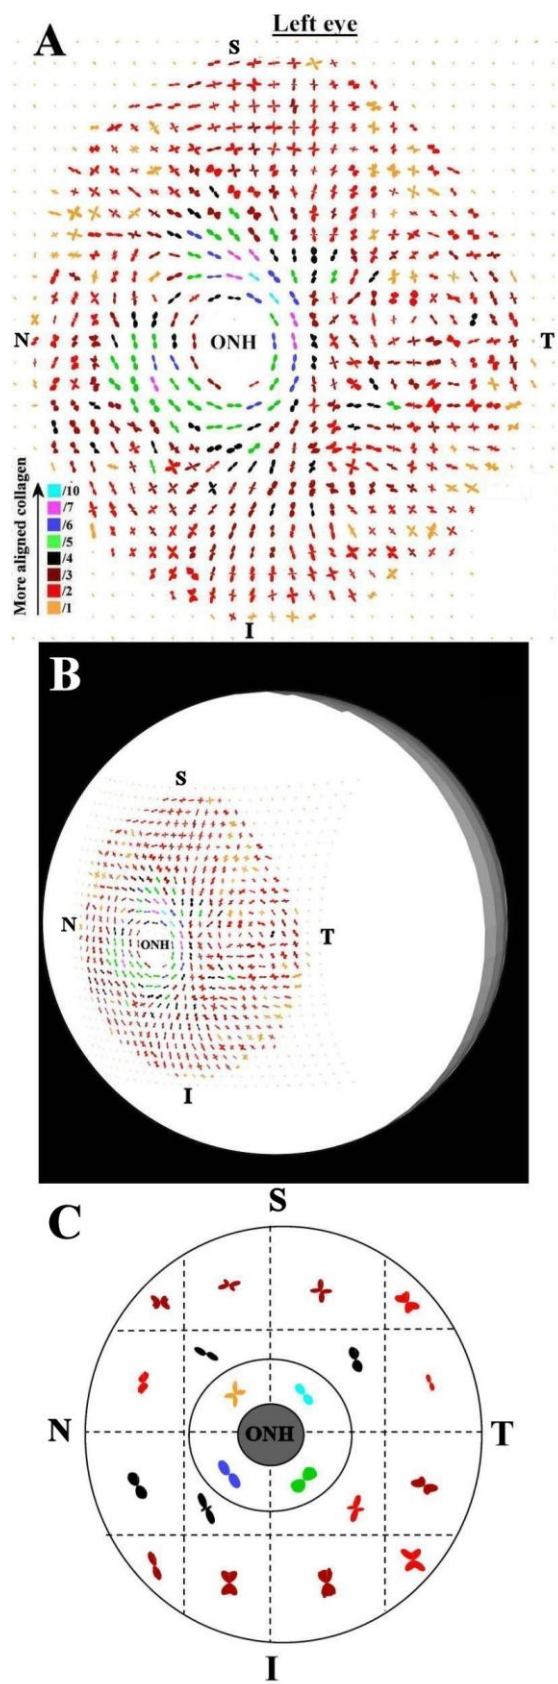 Left eye
A
S
N
ONH
T
More aligned collagen
/10
/7
/6
/5
/4
/3
/2
/1
I
B
S
N
ONH
T
I
C
S
N
ONH
T
I